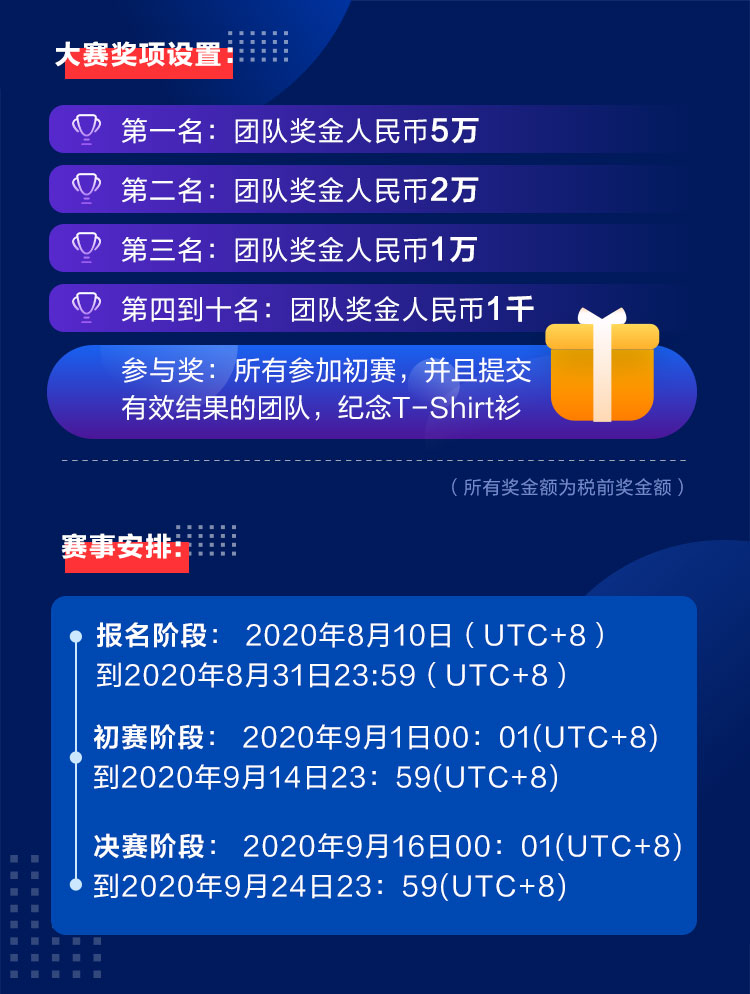 大赛奖项设置:
第一名：团队奖金人民币5万
第二名：团队奖金人民币2万
第三名：团队奖金人民币1万
第四到十名：团队奖金人民币1千
参与奖：所有参加初赛，并且提交
有效结果的团队，纪念T-Shirt衫
（所有奖金额为税前奖金额）
赛事安排:
报名阶段： 2020年8月10日（UTC+8）
到2020年8月31日23:59（UTC+8）
初赛阶段： 2020年9月1日00：01(UTC+8)
到2020年9月14日23：59(UTC+8)
决赛阶段： 2020年9月16日00：01(UTC+8)
到2020年9月24日23：59(UTC+8)